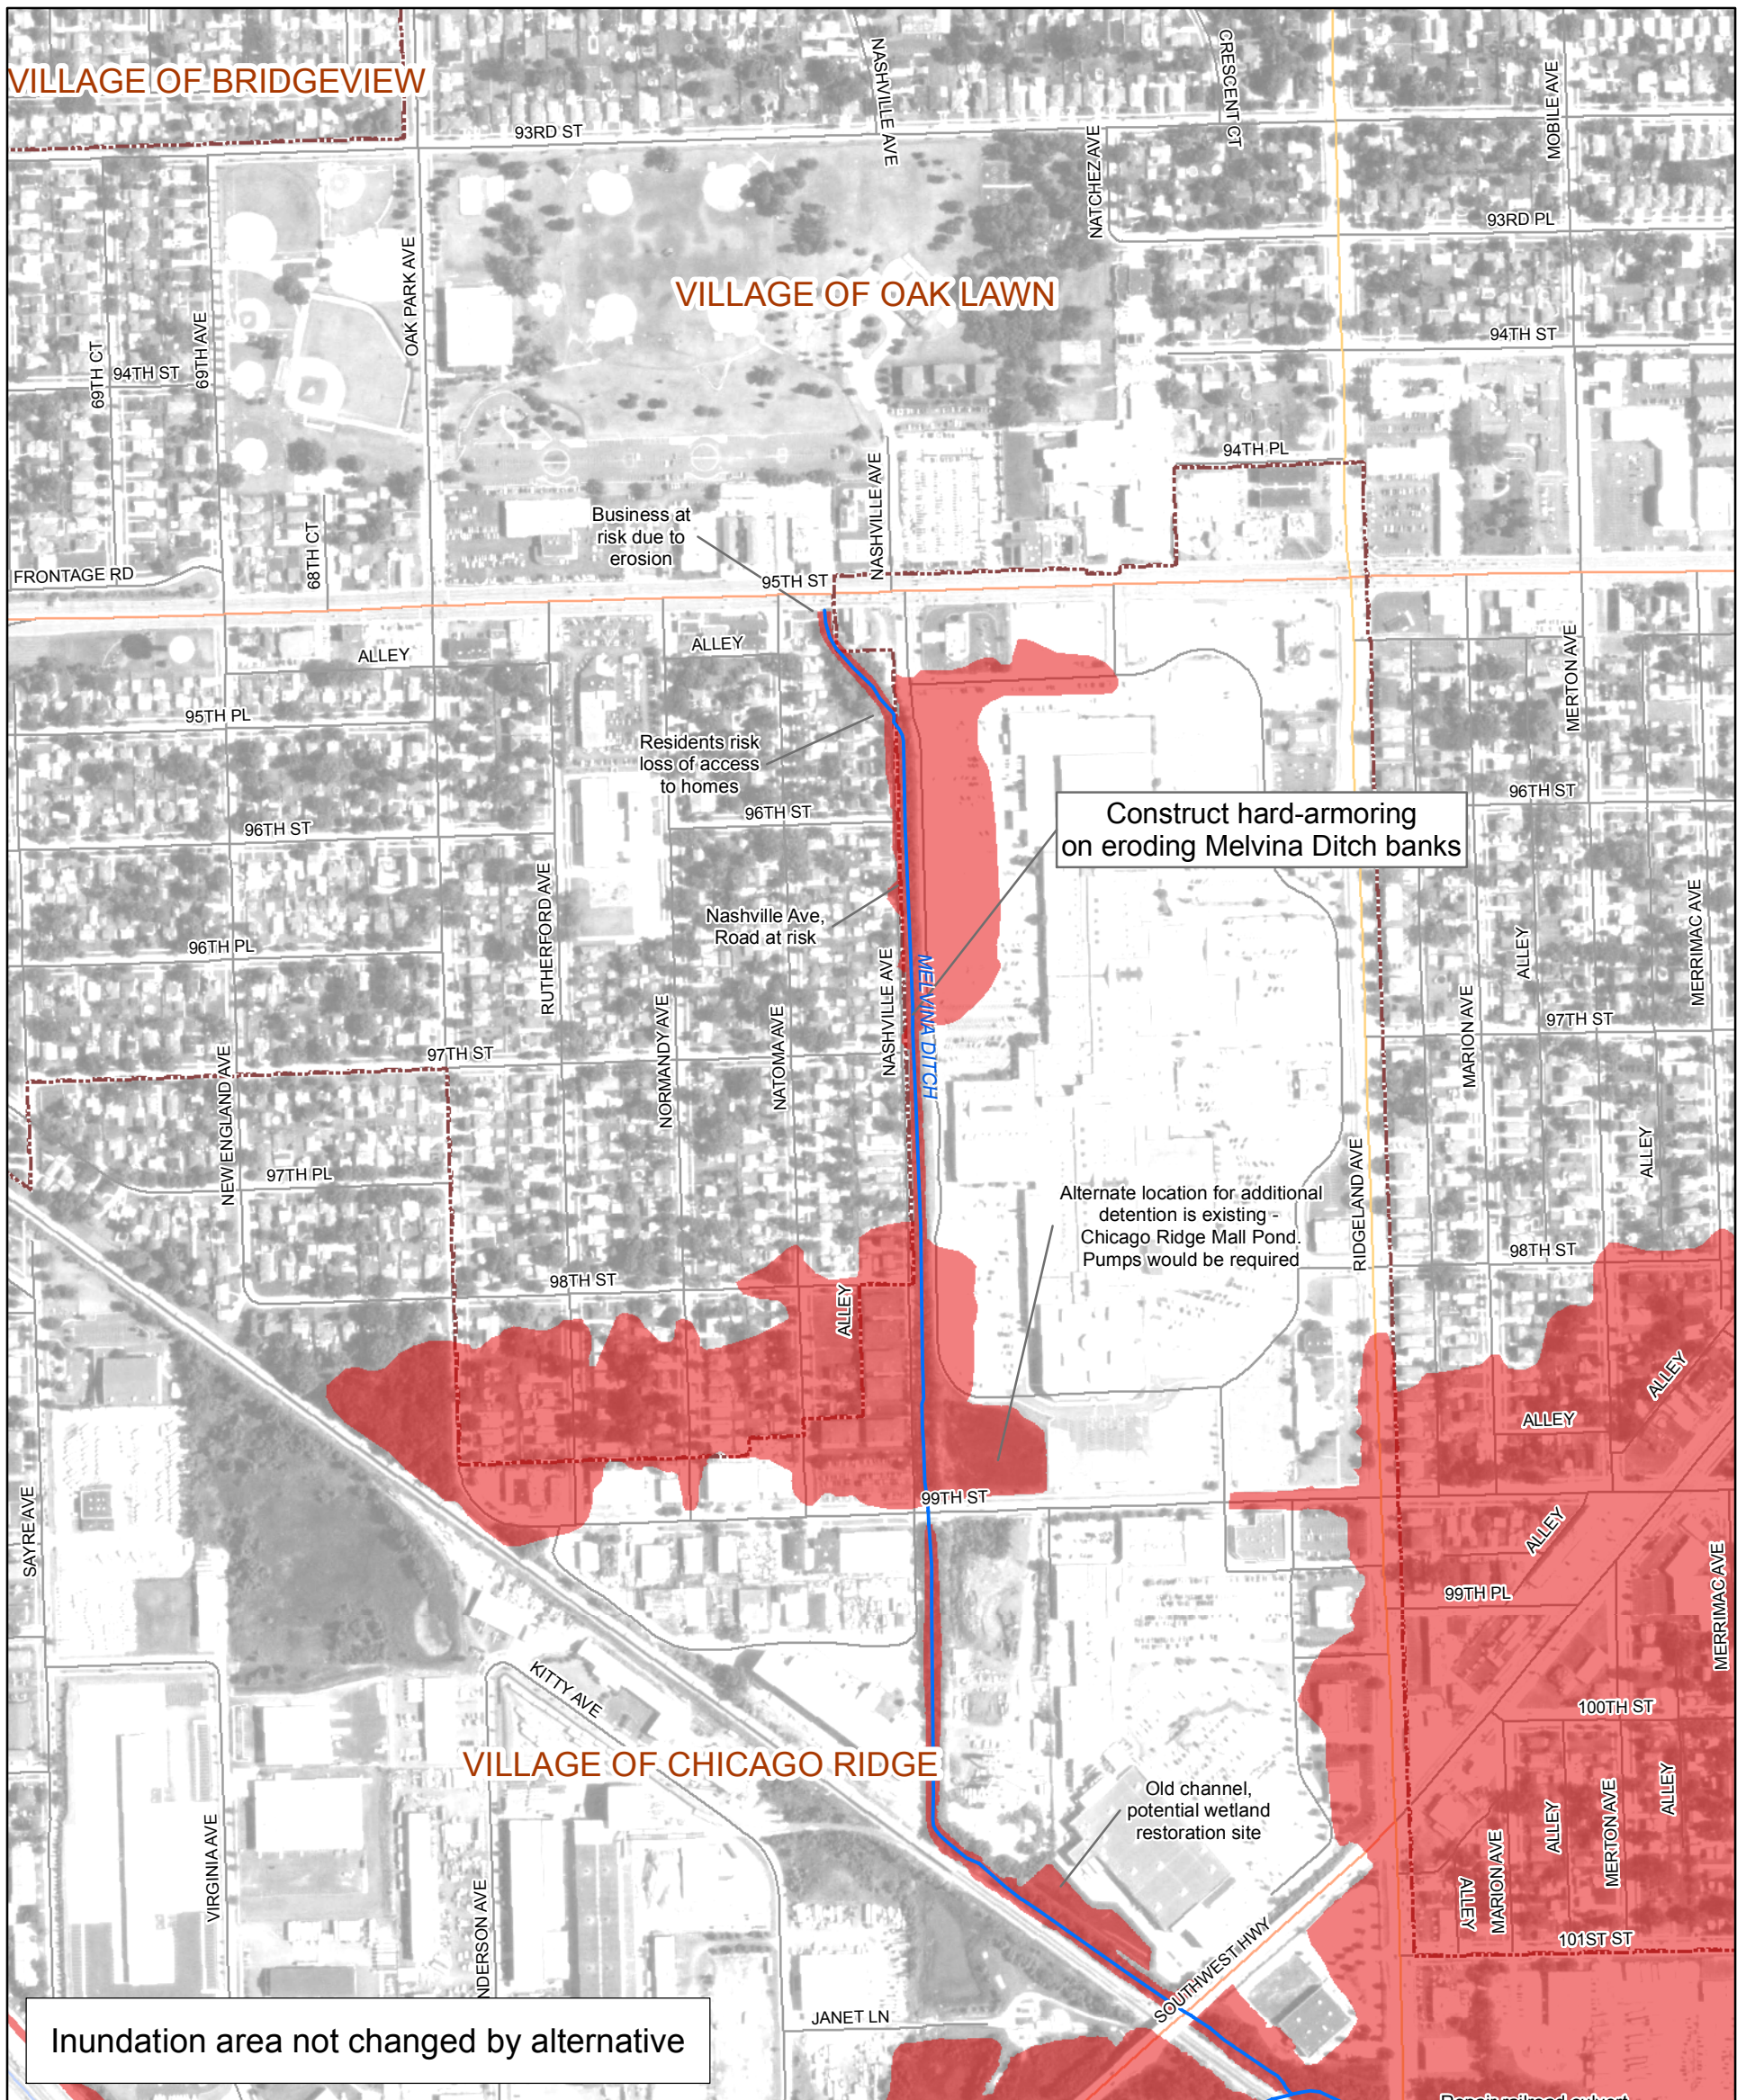 VILLAGE OF BRIDGEVIEW
NASHVILLE AVE
CRESCENT CT
MOBILE AVE
93RD ST
NATCHEZ AVE
93RD PL
OAK PARK AVE
VILLAGE OF OAK LAWN
69TH CT
94TH ST
69TH AVE
94TH ST
94TH PL
NASHVILLE AVE
Business at
risk due to
erosion
68TH CT
FRONTAGE RD
95TH ST
ALLEY
ALLEY
MERTON AVE
95TH PL
Residents risk
loss of access
to homes
96TH ST
96TH ST
96TH ST
Construct hard-armoring
on eroding Melvina Ditch banks
RUTHERFORD AVE
Nashville Ave,
Road at risk
96TH PL
ALLEY
MERRIMAC AVE
NASHVILLE AVE
MELVINA DITCH
NORMANDY AVE
NATOMA AVE
MARION AVE
97TH ST
97TH ST
NEW ENGLAND AVE
ALLEY
97TH PL
RIDGELAND AVE
Alternate location for additional
detention is existing -
Chicago Ridge Mall Pond.
Pumps would be required
98TH ST
98TH ST
ALLEY
ALLEY
ALLEY
SAYRE AVE
99TH ST
ALLEY
99TH PL
MERRIMAC AVE
KITTY AVE
100TH ST
VILLAGE OF CHICAGO RIDGE
Old channel,
potential wetland
restoration site
VIRGINIA AVE
ALLEY
MERTON AVE
ALLEY
MARION AVE
ALLEY
NDERSON AVE
SOUTHWEST HWY
101ST ST
JANET LN
Inundation area not changed by alternative
Repair railroad culvert